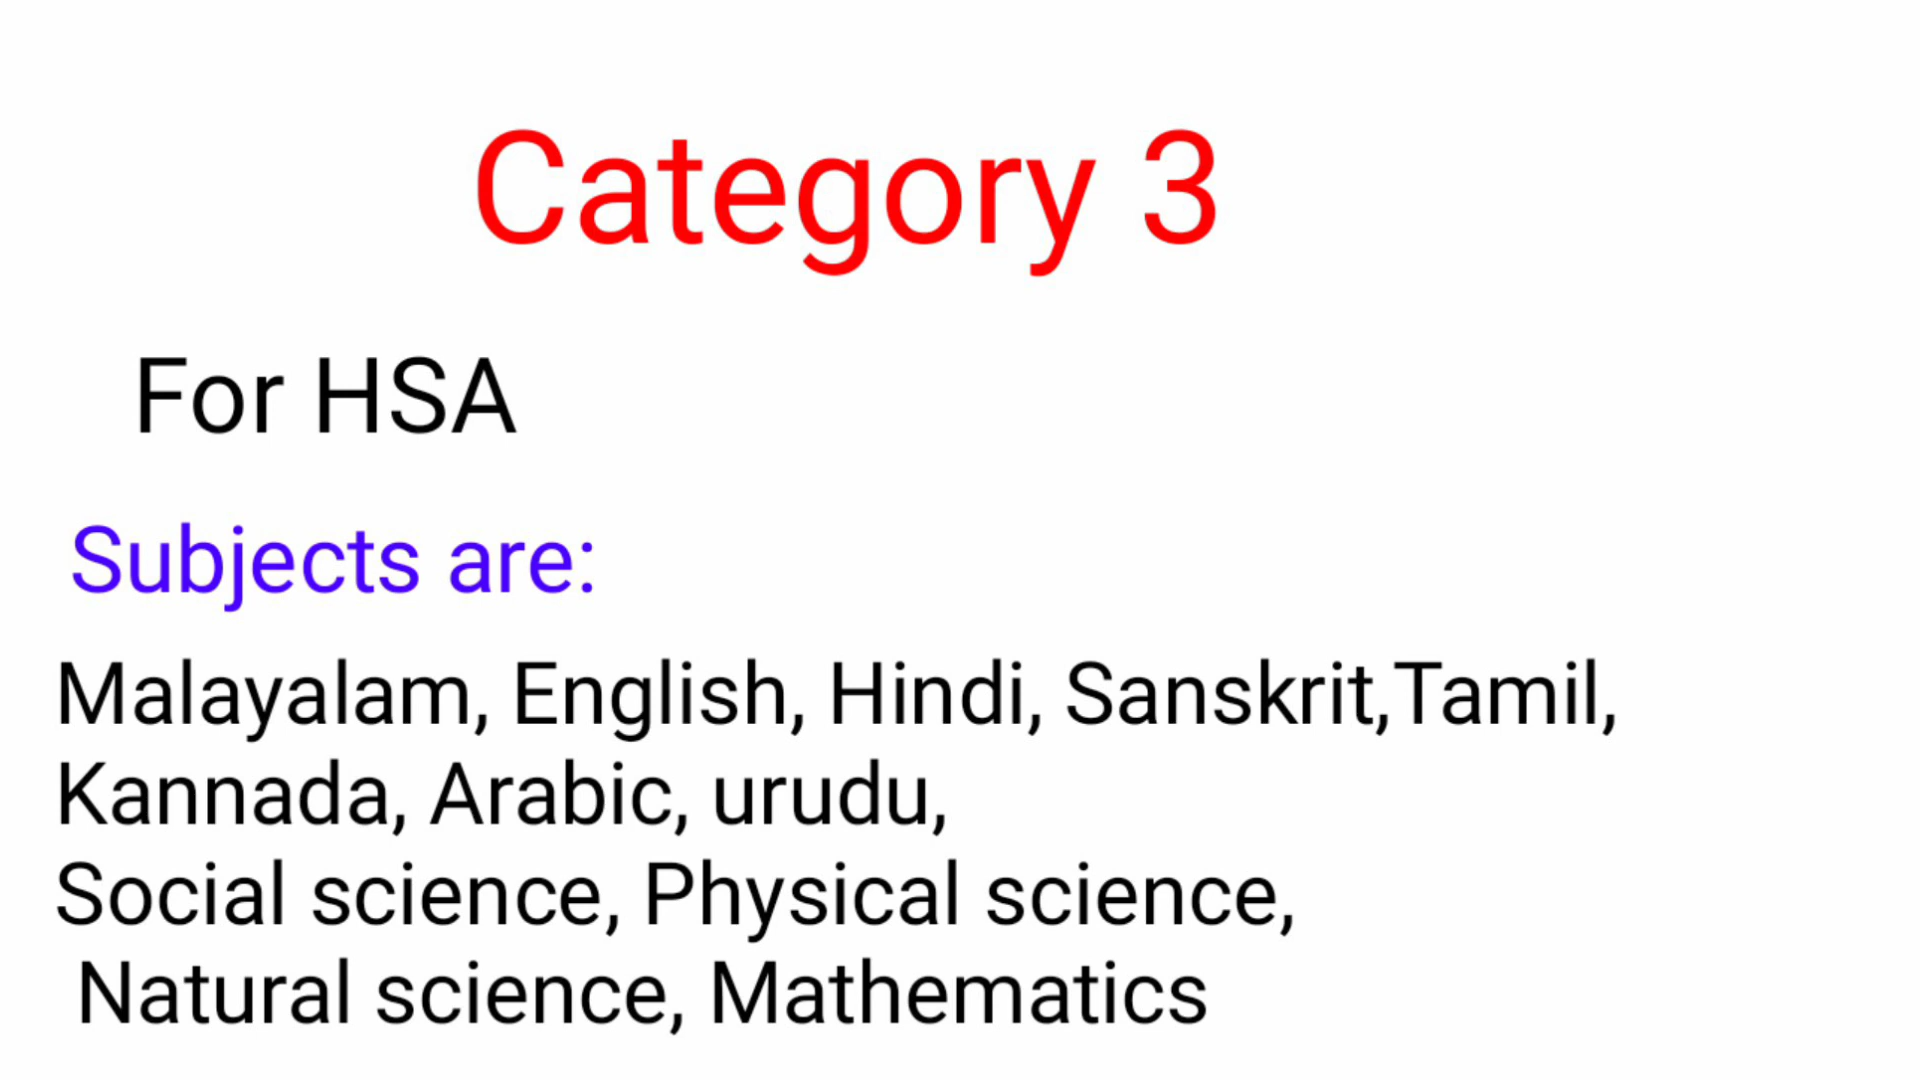 Category 3
For HSA
Subjects are:
Malayalam, English, Hindi, Sanskrit,Tamil,
Kannada, Arabic, urudu,
Social science, Physical science,
Natural science, Mathematics